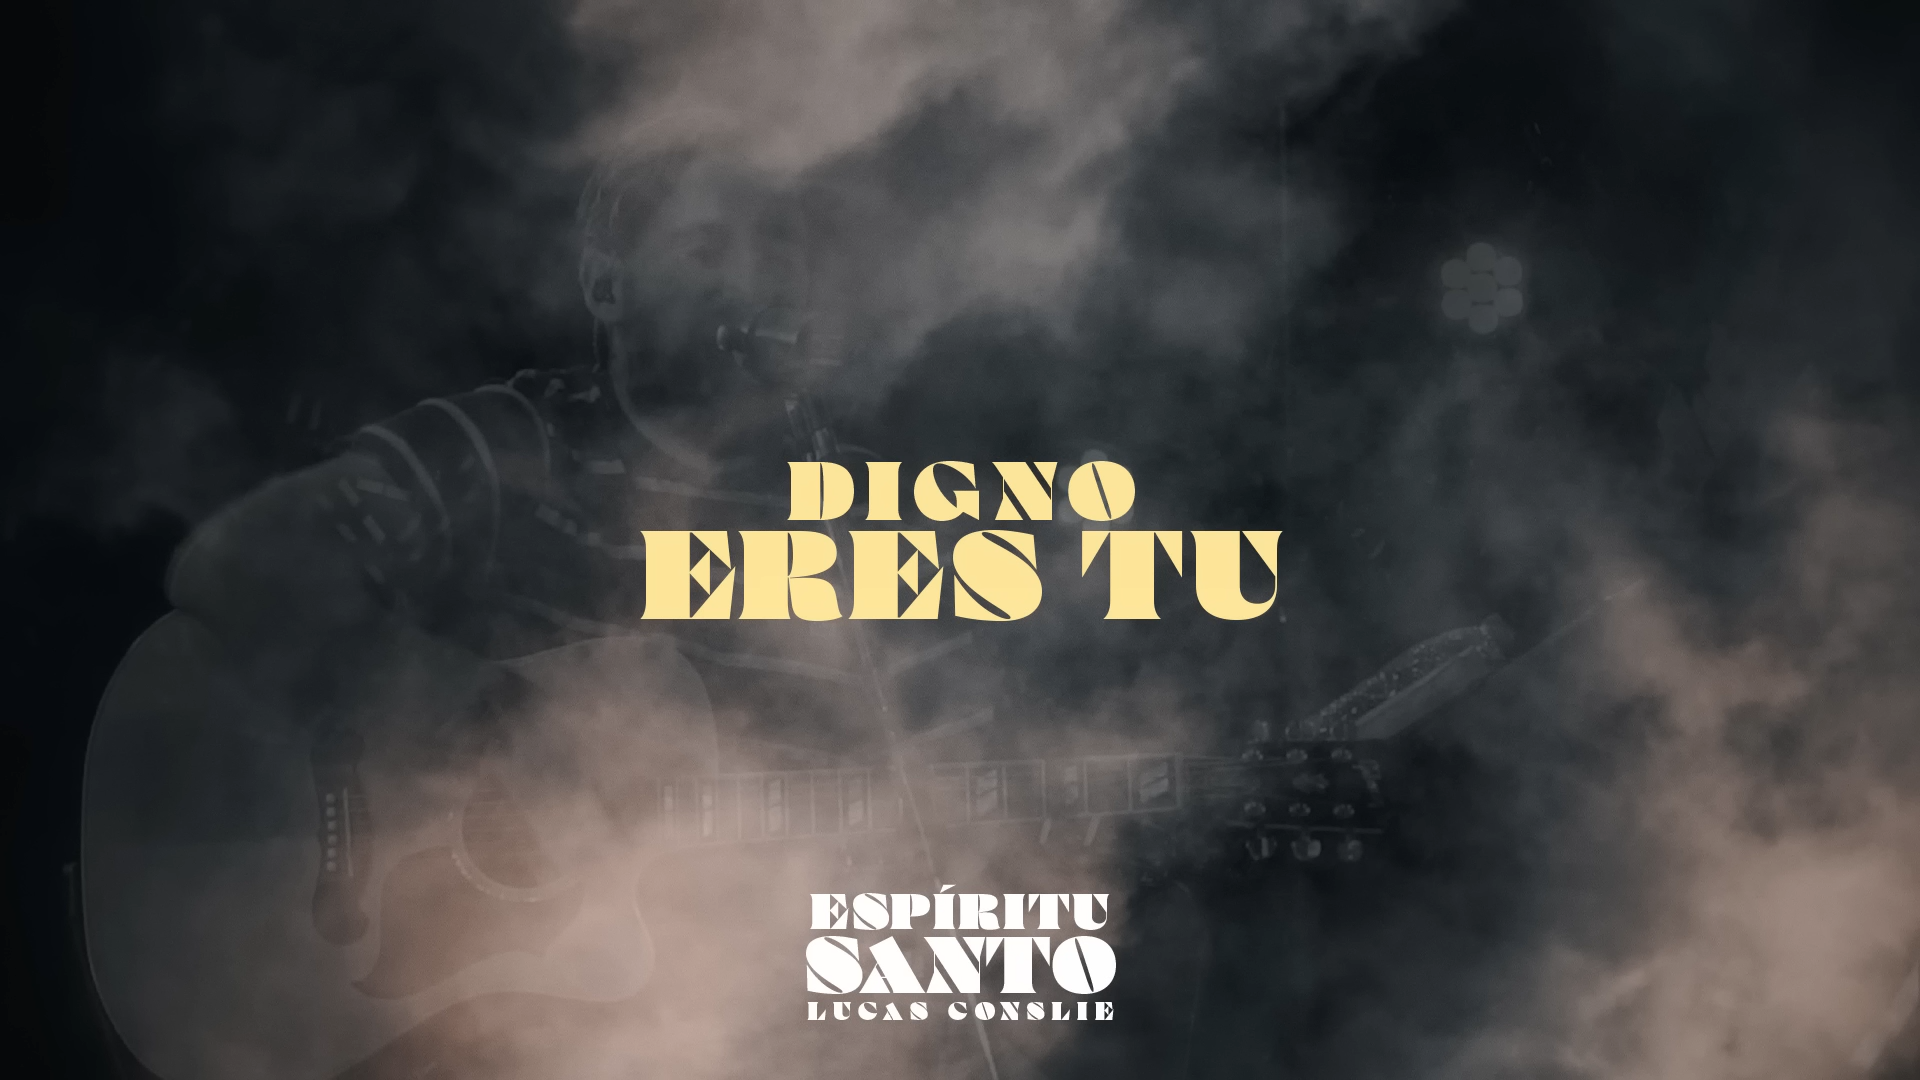 DIGNO
ERES TU
ESPÍRITU
SANTO
LUCAS CONSLIE